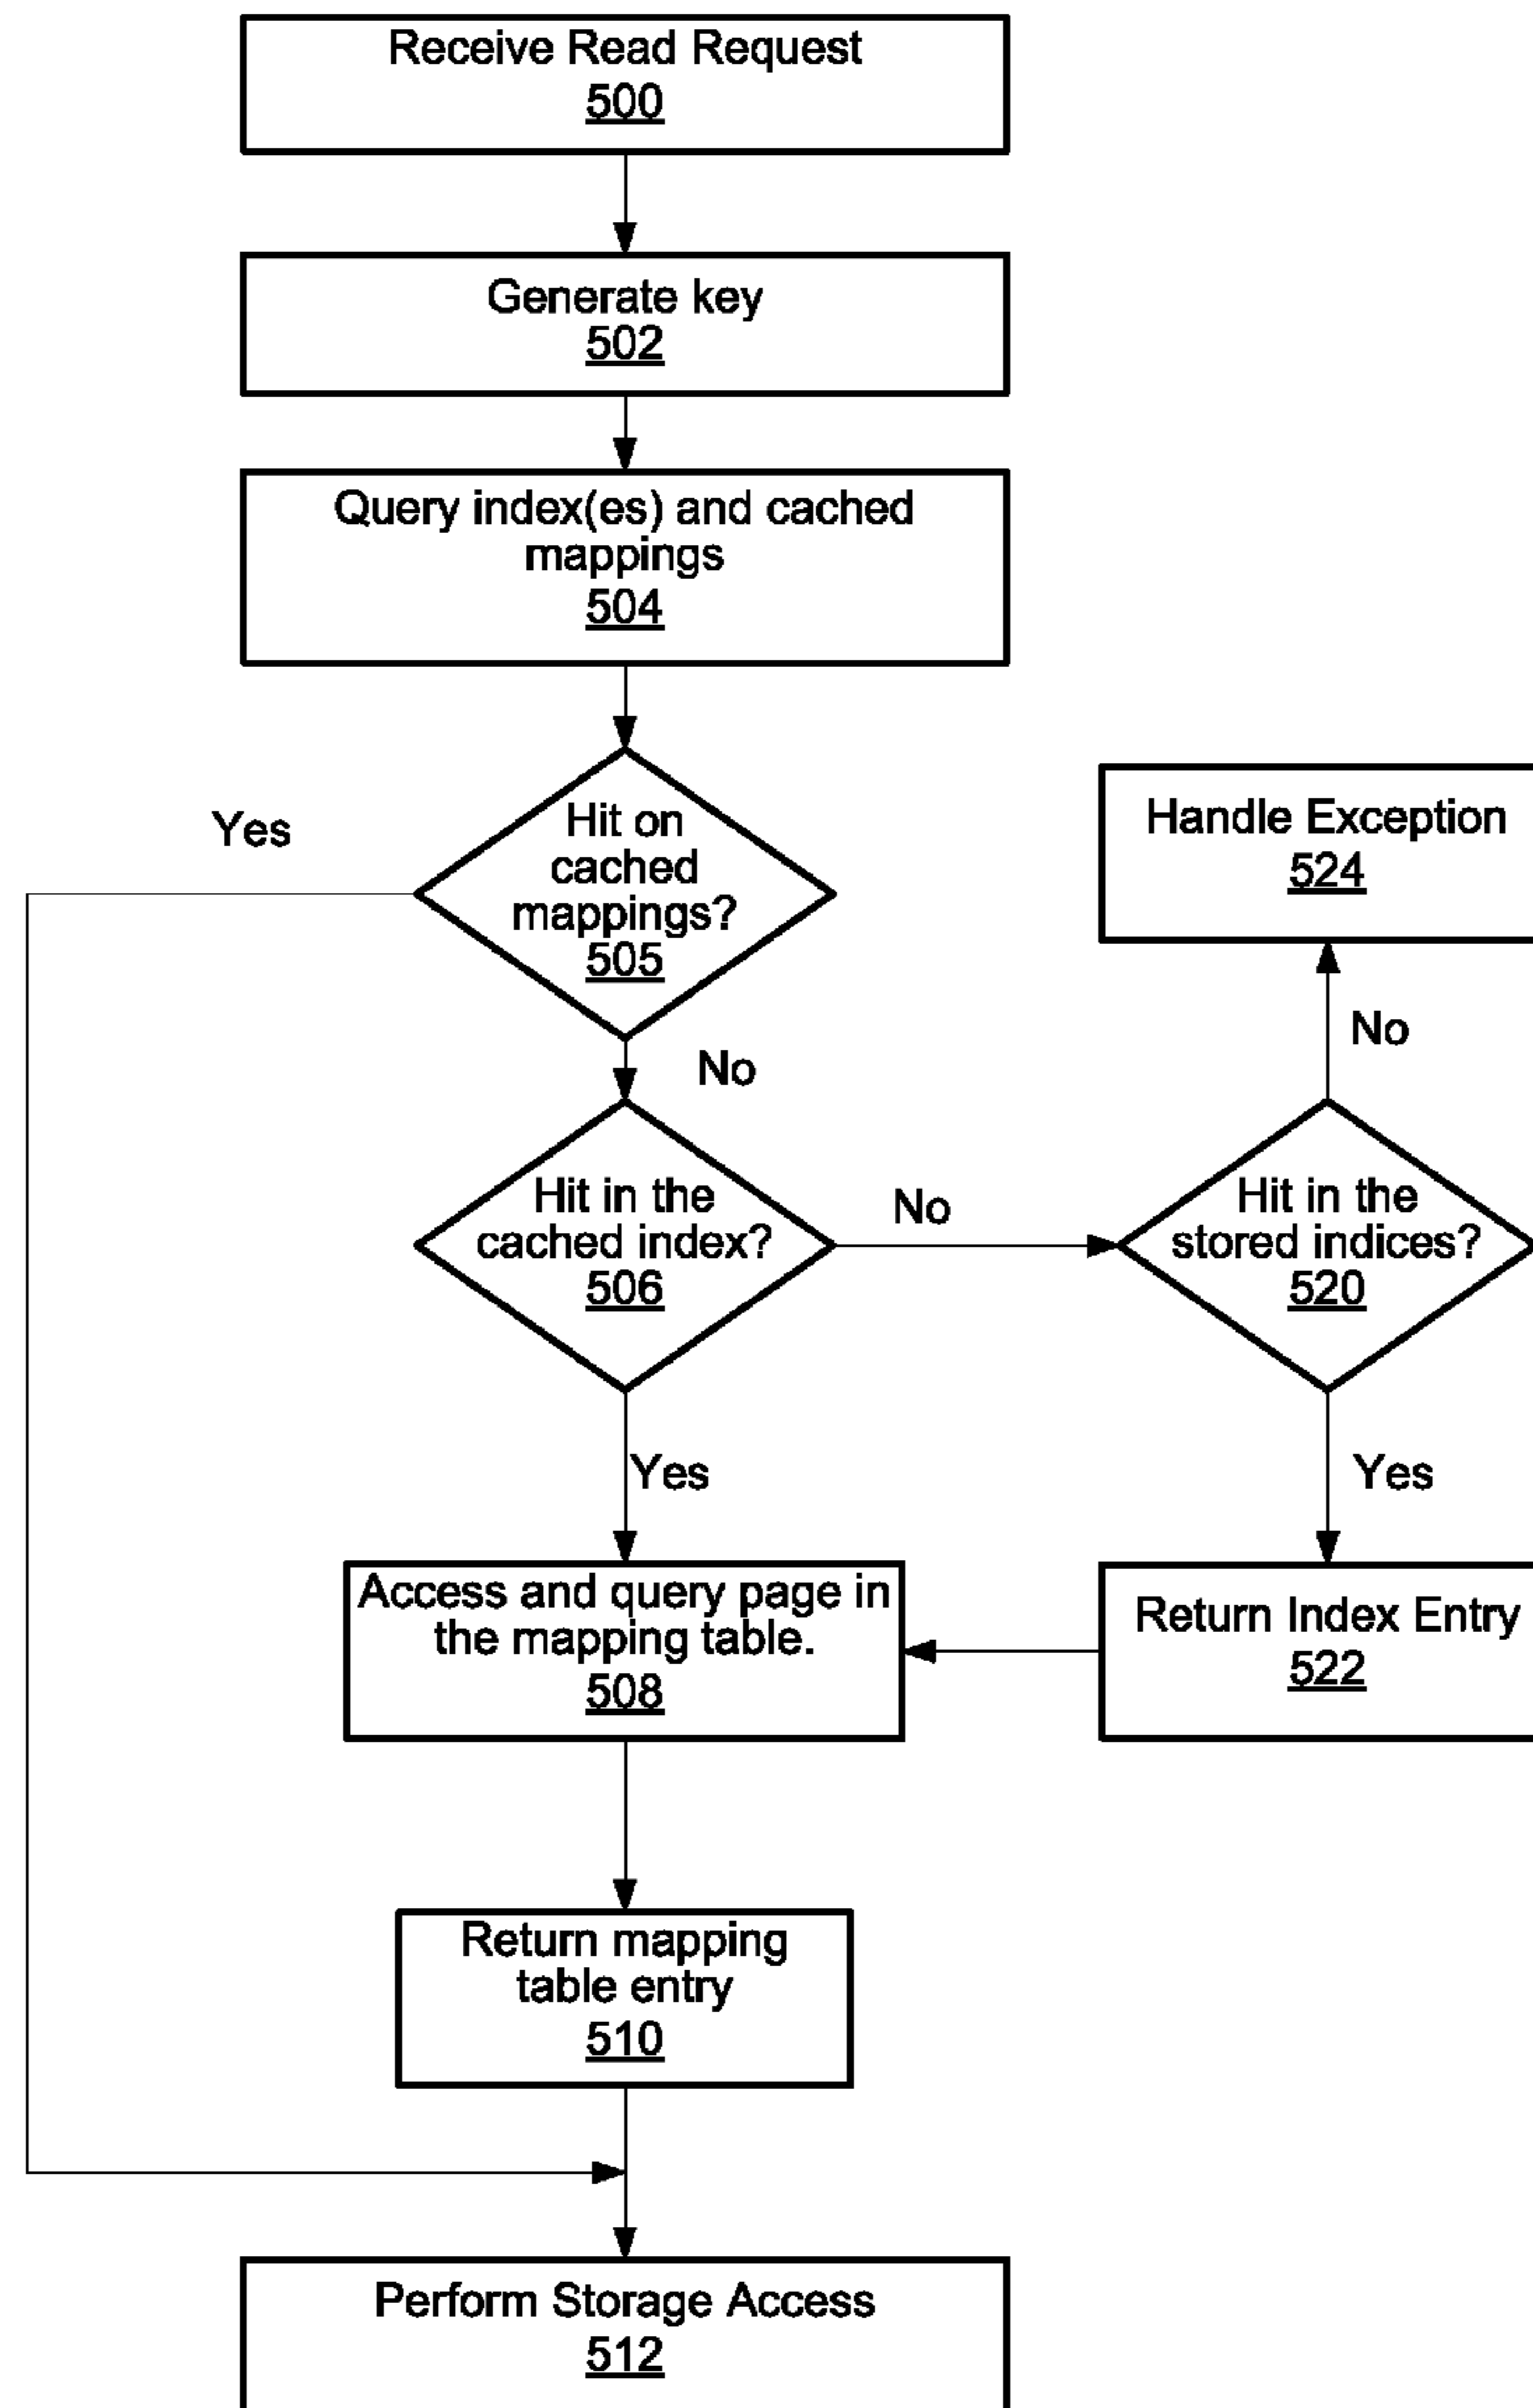 Receive Read Request
500
Generate key
502
Query index(es) and cached
mappings
504
Yes
Hit on
cached
mappings?
505
No
Handle Exception
524
No
Hit in the
cached index?
506
No
Hit in the
stored indices?
520
Yes
Yes
Access and query page in
the mapping table.
508
Return Index Entry
522
Return mapping
table entry
510
Perform Storage Access
512